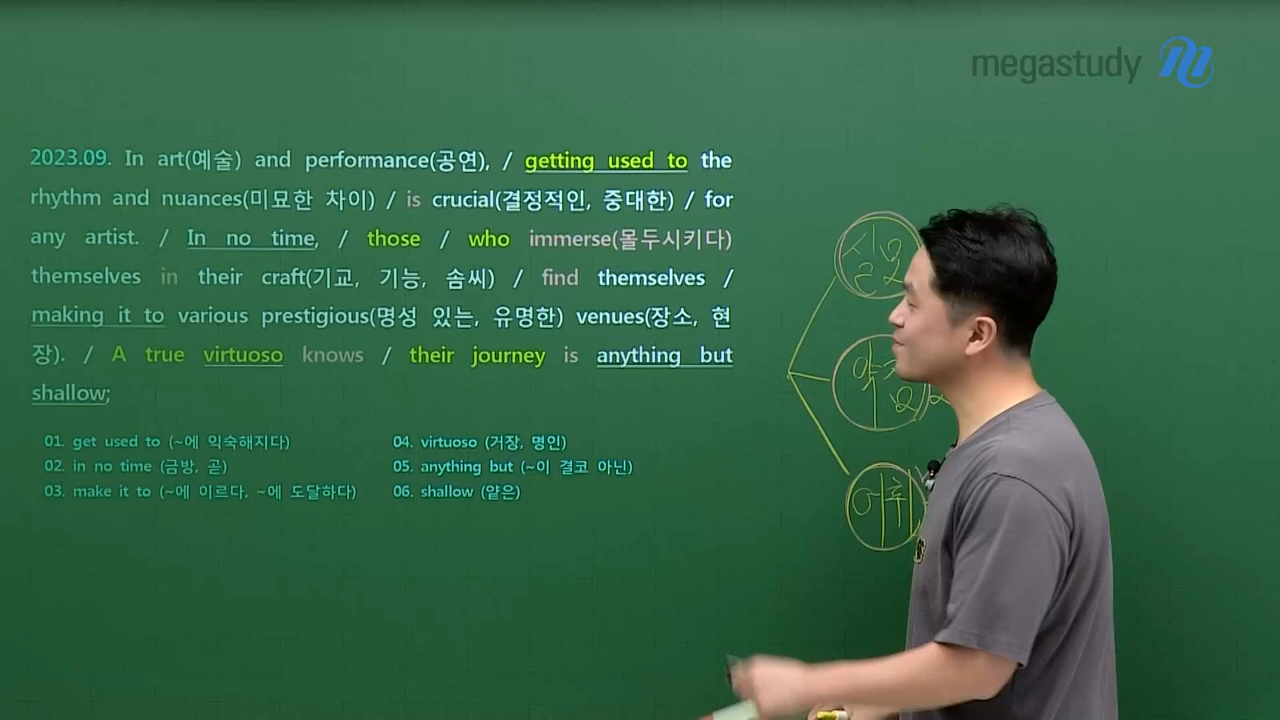 megastudy
2023.09. In art(예술) and performance(공연), / getting used to the
rhythm and nuances(미묘한 차이) / is crucial(결정적인, 중대한) / for
any artist. / In no time, / those / who immerse(몰두시키다)
themselves in their craft(기교, 기능, 솜씨) / find themselves /
making it to various prestigious(명성 있는, 유명한) venues(장소, 현
장). / A true virtuoso knows / their journey is anything but
shallow;
01. get used to (~에 익숙해지다)
02. in no time (금방, 곧)
03. make it to (~에 이르다, ~에 도달하다)
04. virtuoso (거장, 명인)
05. anything but (~이 결코 아닌)
06. shallow (얕은)
어휘